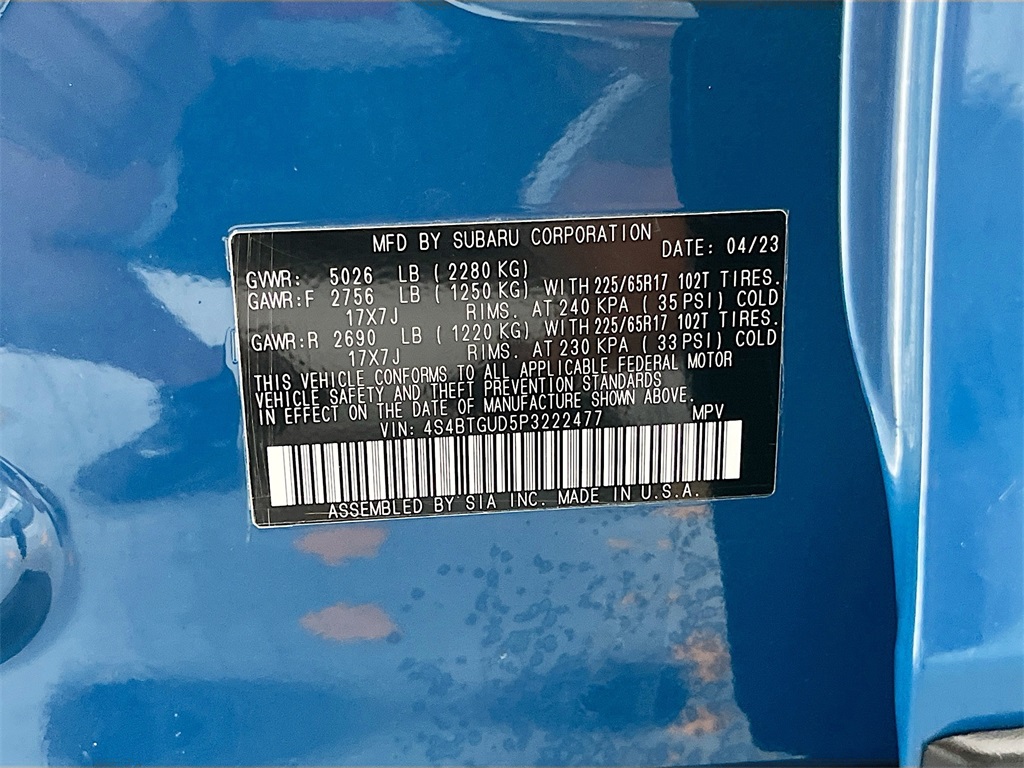 MFD BY SUBARU CORPORATION DATE: 04/23
GVWR: 5026 LB ( 2280 KG)
GAWR:F 2756 LB ( 1250 KG) WITH 225/65R17 102T TIRES.
17X7J RIMS. AT 240 KPA ( 35 PSI) COLD
GAWR:R 2690 LB ( 1220 KG) WITH 225/65R17 102T TIRES.
17X7J RIMS. AT 230 KPA ( 33 PSI) COLD
THIS VEHICLE CONFORMS TO ALL APPLICABLE FEDERAL MOTOR
VEHICLE SAFETY AND THEFT PREVENTION STANDARDS
IN EFFECT ON THE DATE OF MANUFACTURE SHOWN ABOVE.
VIN: 4S4BTGUD5P3222477 MPV
ASSEMBLED BY SIA INC. MADE IN U.S.A.